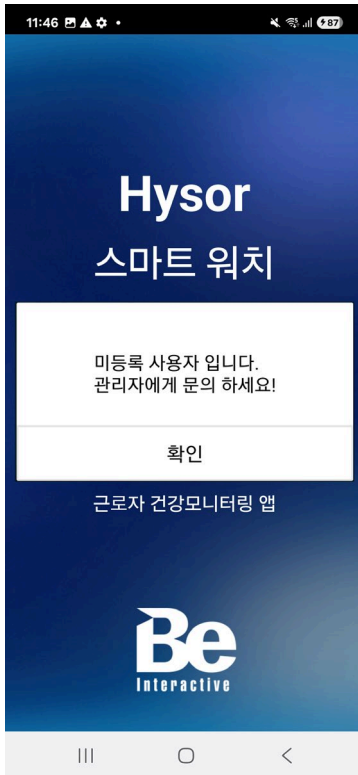 11:46
87
Hysor
스마트 워치
미등록 사용자 입니다.
관리자에게 문의 하세요!
확인
근로자 건강모니터링 앱
Be
Interactive